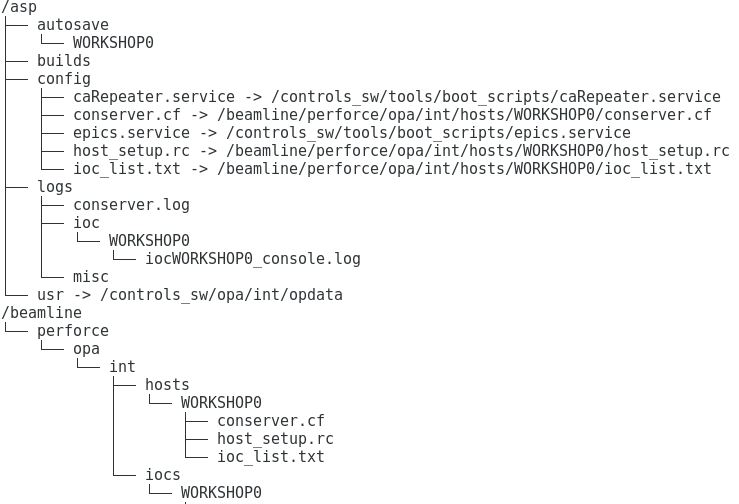 /asp
├── autosave
│   └── WORKSHOP0
├── builds
├── config
│   ├── caRepeater.service -> /controls_sw/tools/boot_scripts/caRepeater.service
│   ├── conserver.cf -> /beamline/perforce/opa/int/hosts/WORKSHOP0/conserver.cf
│   ├── epics.service -> /controls_sw/tools/boot_scripts/epics.service
│   ├── host_setup.rc -> /beamline/perforce/opa/int/hosts/WORKSHOP0/host_setup.rc
│   └── ioc_list.txt -> /beamline/perforce/opa/int/hosts/WORKSHOP0/ioc_list.txt
├── logs
│   ├── conserver.log
│   ├── ioc
│   │   └── WORKSHOP0
│   │       └── iocWORKSHOP0_console.log
│   └── misc
└── usr -> /controls_sw/opa/int/opdata
/beamline
└── perforce
    └── opa
        └── int
            ├── hosts
            │   └── WORKSHOP0
            │       ├── conserver.cf
            │       ├── host_setup.rc
            │       └── ioc_list.txt
            └── iocs
                └── WORKSHOP0